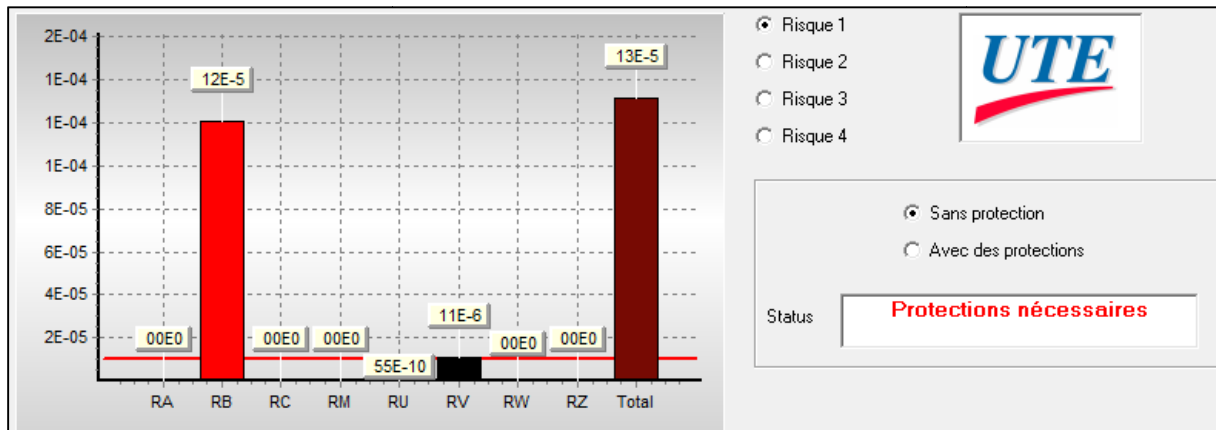 2E-04
1E-04
1E-04
1E-04
8E-05
6E-05
4E-05
2E-05
00E0
12E-5
00E0
00E0
55E-10
11E-6
00E0
00E0
13E-5
RA RB RC RM RU RV RW RZ Total
Risque 1
Risque 2
Risque 3
Risque 4
UTE
Sans protection
Avec des protections
Status
Protections nécessaires